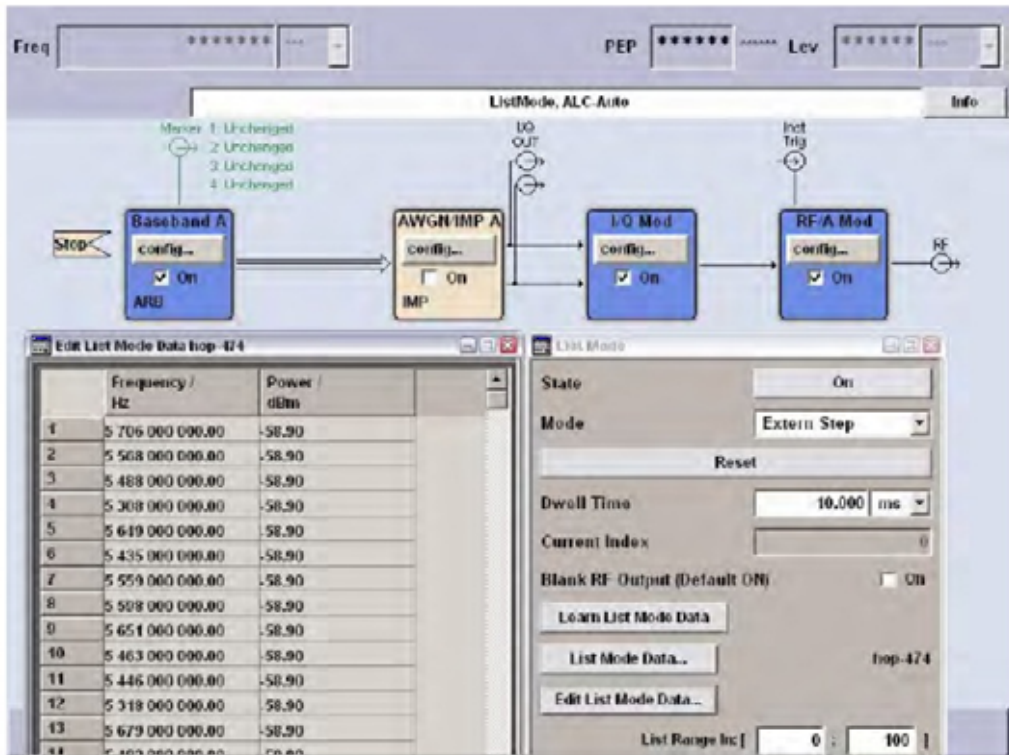 Freq ******* --- PEP ****** ------ Lev ****** ---
ListMode, ALC-Auto Info
Marker 1: Unchanged
2: Unchanged
3: Unchanged
4: Unchanged
I/Q OUT
Inst Trig
Stop
Baseband A
config...
On
ARB
AWGN/IMP A
config...
On
IMP
I/Q Mod
config...
On
RF/A Mod
config...
On
RF
Edit List Mode Data hop-474
Frequency / Hz Power / dBm
1 5 706 000 000.00 -58.90
2 5 568 000 000.00 -58.90
3 5 488 000 000.00 -58.90
4 5 308 000 000.00 -58.90
5 5 649 000 000.00 -58.90
6 5 435 000 000.00 -58.90
7 5 559 000 000.00 -58.90
8 5 598 000 000.00 -58.90
9 5 651 000 000.00 -58.90
10 5 463 000 000.00 -58.90
11 5 446 000 000.00 -58.90
12 5 318 000 000.00 -58.90
13 5 679 000 000.00 -58.90
List Mode
State On
Mode Extern Step
Reset
Dwell Time 10.000 ms
Current Index 0
Blank RF Output (Default ON) On
Learn List Mode Data
List Mode Data... hop-474
Edit List Mode Data...
List Range In: [ 0 : 100 ]